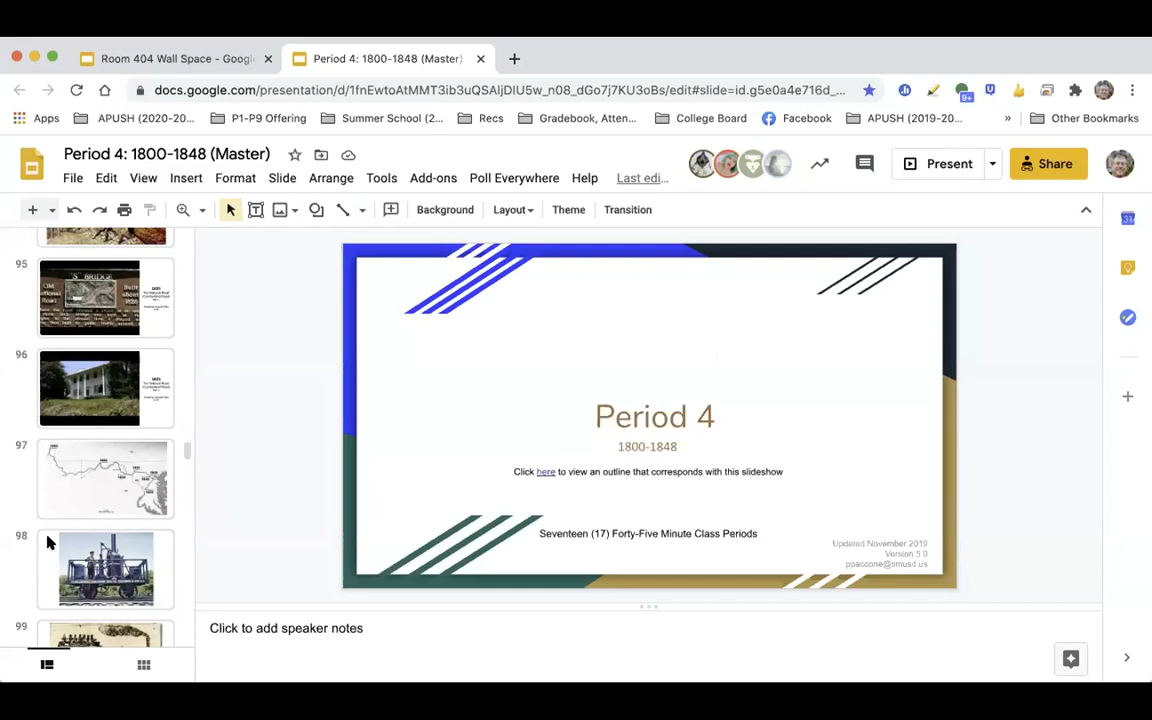 Room 404 Wall Space - Googl
Period 4: 1800-1848 (Master)
docs.google.com/presentation/d/1fnEwtoAtMMT3ib3uQSAljDIU5w_n08_dGo7j7KU3oBs/edit#slide=id.g5e0a4e716d_...
9+
Apps
APUSH (2020-20...
P1-P9 Offering
Summer School (2...
Recs
Gradebook, Atten...
College Board
Facebook
APUSH (2019-20...
»
Other Bookmarks
Period 4: 1800-1848 (Master)
Present
Share
File Edit View Insert Format Slide Arrange Tools Add-ons Poll Everywhere Help Last edi...
Background Layout Theme Transition
31
95
"S" BRIDGE
96
97
98
99
Period 4
1800-1848
Click here to view an outline that corresponds with this slideshow
Seventeen (17) Forty-Five Minute Class Periods
Updated November 2019
Version 5.0
ppaccone@smusd.us
Click to add speaker notes